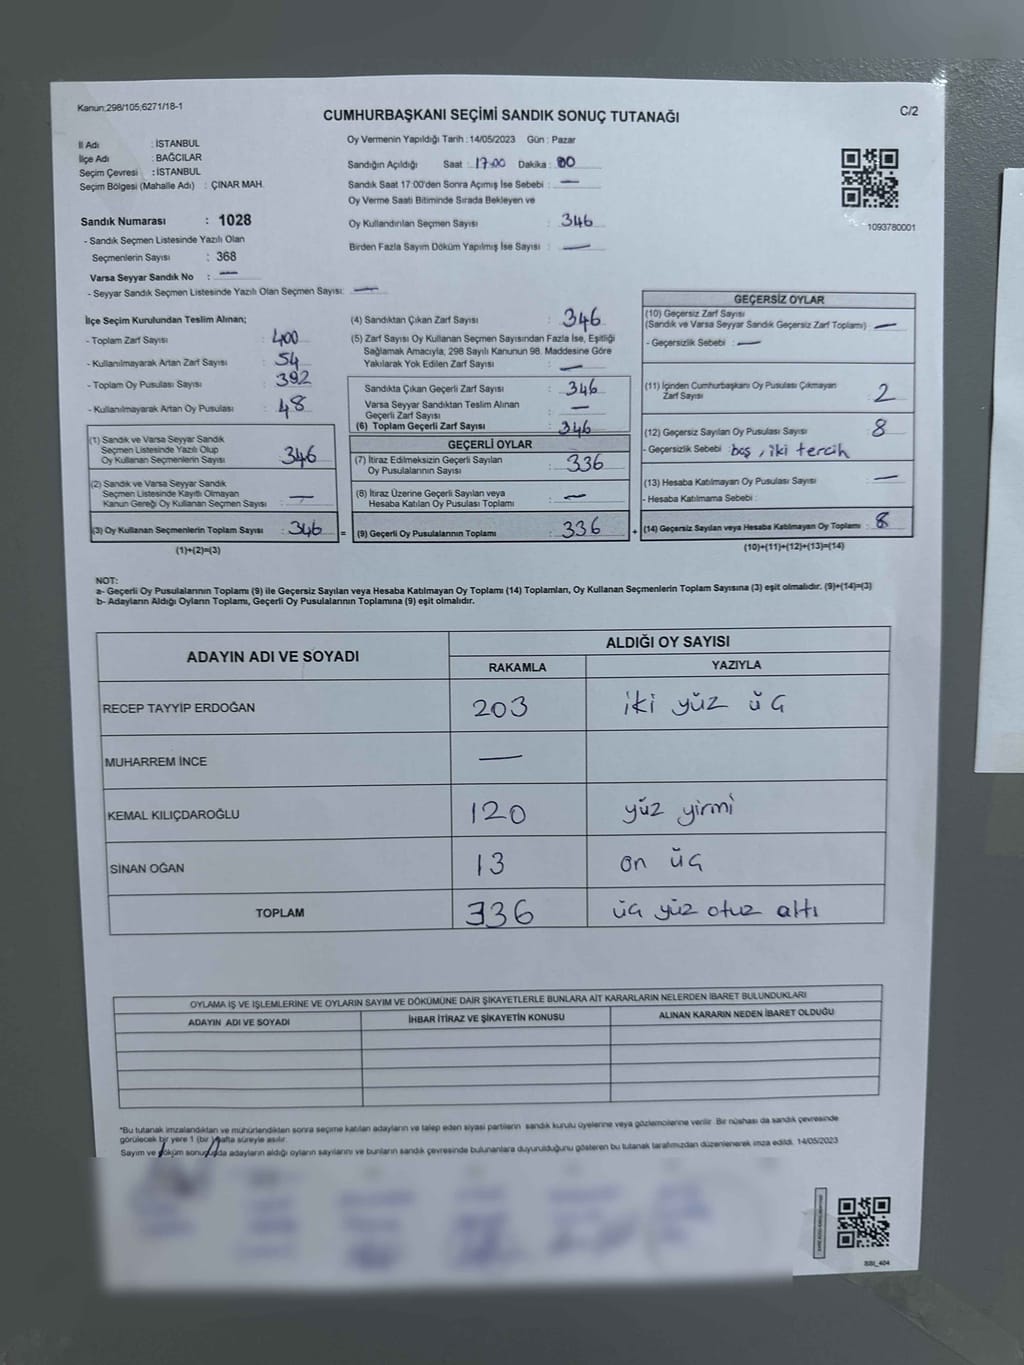 Kanun:298/105,6271/18-1
CUMHURBAŞKANI SEÇİMİ SANDIK SONUÇ TUTANAĞI
C/2
İl Adı : İSTANBUL
İlçe Adı : BAĞCILAR
Seçim Çevresi : İSTANBUL
Seçim Bölgesi (Mahalle Adı) : ÇINAR MAH.
Sandık Numarası : 1028
- Sandık Seçmen Listesinde Yazılı Olan
Seçmenlerin Sayısı : 368
Varsa Seyyar Sandık No : —
- Seyyar Sandık Seçmen Listesinde Yazılı Olan Seçmen Sayısı: —
Oy Vermenin Yapıldığı Tarih : 14/05/2023 Gün : Pazar
Sandığın Açıldığı Saat : 17:00 Dakika : 00
Sandık Saat 17:00'den Sonra Açımış İse Sebebi : —
Oy Verme Saati Bitiminde Sırada Bekleyen ve
Oy Kullandırılan Seçmen Sayısı : 346
Birden Fazla Sayım Döküm Yapılmış İse Sayısı : —
1093780001
İlçe Seçim Kurulundan Teslim Alınan;
- Toplam Zarf Sayısı : 400
- Kullanılmayarak Artan Zarf Sayısı : 54
- Toplam Oy Pusulası Sayısı : 392
- Kullanılmayarak Artan Oy Pusulası : 48
(1) Sandık ve Varsa Seyyar Sandık
Seçmen Listesinde Yazılı Olup
Oy Kullanan Seçmenlerin Sayısı : 346
(2) Sandık ve Varsa Seyyar Sandık
Seçmen Listesinde Kayıtlı Olmayan
Kanun Gereği Oy Kullanan Seçmen Sayısı : —
(3) Oy Kullanan Seçmenlerin Toplam Sayısı : 346 =
(1)+(2)=(3)
(4) Sandıktan Çıkan Zarf Sayısı : 346
(5) Zarf Sayısı Oy Kullanan Seçmen Sayısından Fazla İse, Eşitliği
Sağlamak Amacıyla, 298 Sayılı Kanunun 98. Maddesine Göre
Yakılarak Yok Edilen Zarf Sayısı : —
Sandıkta Çıkan Geçerli Zarf Sayısı : 346
Varsa Seyyar Sandıktan Teslim Alınan
Geçerli Zarf Sayısı : —
(6) Toplam Geçerli Zarf Sayısı : 346
GEÇERLİ OYLAR
(7) İtiraz Edilmeksizin Geçerli Sayılan
Oy Pusulalarının Sayısı : 336
(8) İtiraz Üzerine Geçerli Sayılan veya
Hesaba Katılan Oy Pusulası Toplamı : —
(9) Geçerli Oy Pusulalarının Toplamı : 336 +
GEÇERSİZ OYLAR
(10) Geçersiz Zarf Sayısı
(Sandık ve Varsa Seyyar Sandık Geçersiz Zarf Toplamı) : —
- Geçersizlik Sebebi : —
(11) İçinden Cumhurbaşkanı Oy Pusulası Çıkmayan
Zarf Sayısı : 2
(12) Geçersiz Sayılan Oy Pusulası Sayısı : 8
- Geçersizlik Sebebi : boş, iki tercih
(13) Hesaba Katılmayan Oy Pusulası Sayısı : —
- Hesaba Katılmama Sebebi :
(14) Geçersiz Sayılan veya Hesaba Katılmayan Oy Toplamı : 8
(10)+(11)+(12)+(13)=(14)
NOT:
a- Geçerli Oy Pusulalarının Toplamı (9) ile Geçersiz Sayılan veya Hesaba Katılmayan Oy Toplamı (14) Toplamları, Oy Kullanan Seçmenlerin Toplam Sayısına (3) eşit olmalıdır. (9)+(14)=(3)
b- Adayların Aldığı Oyların Toplamı, Geçerli Oy Pusulalarının Toplamına (9) eşit olmalıdır.
ADAYIN ADI VE SOYADI
ALDIĞI OY SAYISI
RAKAMLA YAZIYLA
RECEP TAYYİP ERDOĞAN 203 iki yüz üç
MUHARREM İNCE —
KEMAL KILIÇDAROĞLU 120 yüz yirmi
SİNAN OĞAN 13 on üç
TOPLAM 336 üç yüz otuz altı
OYLAMA İŞ VE İŞLEMLERİNE VE OYLARIN SAYIM VE DÖKÜMÜNE DAİR ŞİKAYETLERLE BUNLARA AİT KARARLARIN NELERDEN İBARET BULUNDUKLARI
ADAYIN ADI VE SOYADI İHBAR İTİRAZ VE ŞİKAYETİN KONUSU ALINAN KARARIN NEDEN İBARET OLDUĞU
*Bu tutanak imzalandıktan ve mühürlendikten sonra seçime katılan adayların ve talep eden siyasi partilerin sandık kurulu üyelerine veya gözlemcilerine verilir. Bir nüshası da sandık çevresinde
görülecek bir yere 1 (bir) hafta süreyle asılır.
Sayım ve döküm sonucunda adayların aldığı oyların sayılarını ve bunların sandık çevresinde bulunanlara duyurulduğunu gösteren bu tutanak tarafımızdan düzenlenerek imza edildi. 14/05/2023
SSI_404